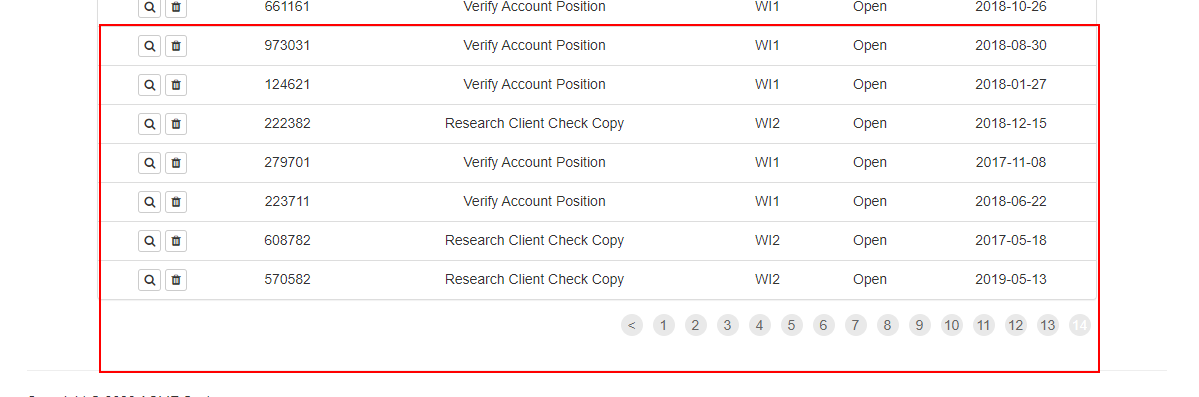 661161 Verify Account Position WI1 Open 2018-10-26
973031 Verify Account Position WI1 Open 2018-08-30
124621 Verify Account Position WI1 Open 2018-01-27
222382 Research Client Check Copy WI2 Open 2018-12-15
279701 Verify Account Position WI1 Open 2017-11-08
223711 Verify Account Position WI1 Open 2018-06-22
608782 Research Client Check Copy WI2 Open 2017-05-18
570582 Research Client Check Copy WI2 Open 2019-05-13
< 1 2 3 4 5 6 7 8 9 10 11 12 13 14